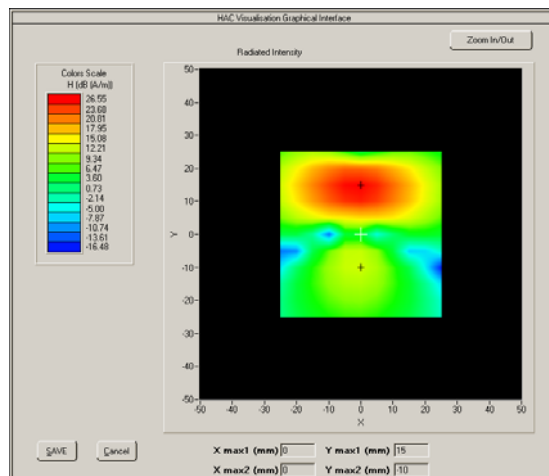 HAC Visualisation Graphical Interface
Zoom In/Out
Radiated Intensity
Colors Scale
H (dB (A/m))
26.55
23.68
20.81
17.95
15.08
12.21
9.34
6.47
3.60
0.73
-2.14
-5.00
-7.87
-10.74
-13.61
-16.48
50-
40-
30-
20-
10-
0-
-10-
-20-
-30-
-40-
-50-
Y
-50 -40 -30 -20 -10 0 10 20 30 40 50
X
SAVE
Cancel
X max1 (mm) 0 Y max1 (mm) 15
X max2 (mm) 0 Y max2 (mm) -10